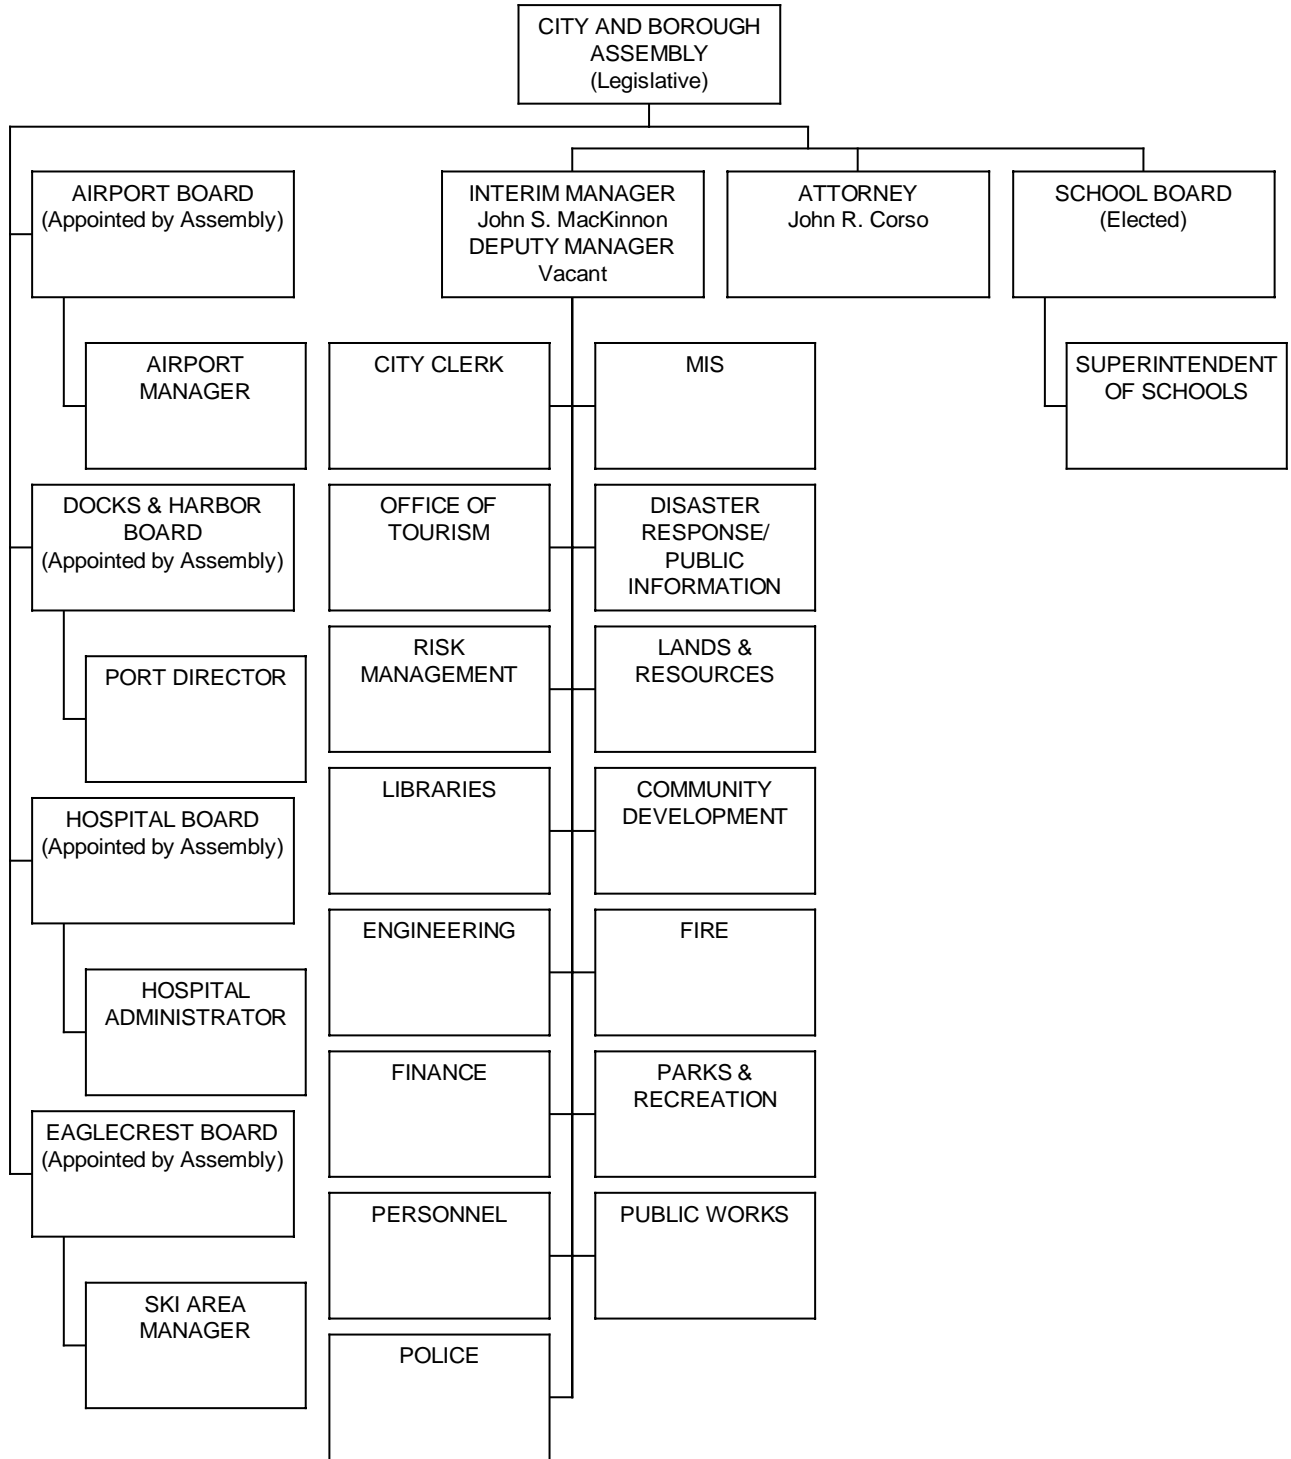 CITY AND BOROUGH
ASSEMBLY
(Legislative)
AIRPORT BOARD
(Appointed by Assembly)
INTERIM MANAGER
John S. MacKinnon
DEPUTY MANAGER
Vacant
ATTORNEY
John R. Corso
SCHOOL BOARD
(Elected)
AIRPORT
MANAGER
CITY CLERK
MIS
SUPERINTENDENT
OF SCHOOLS
DOCKS & HARBOR
BOARD
(Appointed by Assembly)
OFFICE OF
TOURISM
DISASTER
RESPONSE/
PUBLIC
INFORMATION
PORT DIRECTOR
RISK
MANAGEMENT
LANDS &
RESOURCES
HOSPITAL BOARD
(Appointed by Assembly)
LIBRARIES
COMMUNITY
DEVELOPMENT
HOSPITAL
ADMINISTRATOR
ENGINEERING
FIRE
EAGLECREST BOARD
(Appointed by Assembly)
FINANCE
PARKS &
RECREATION
SKI AREA
MANAGER
PERSONNEL
PUBLIC WORKS
POLICE